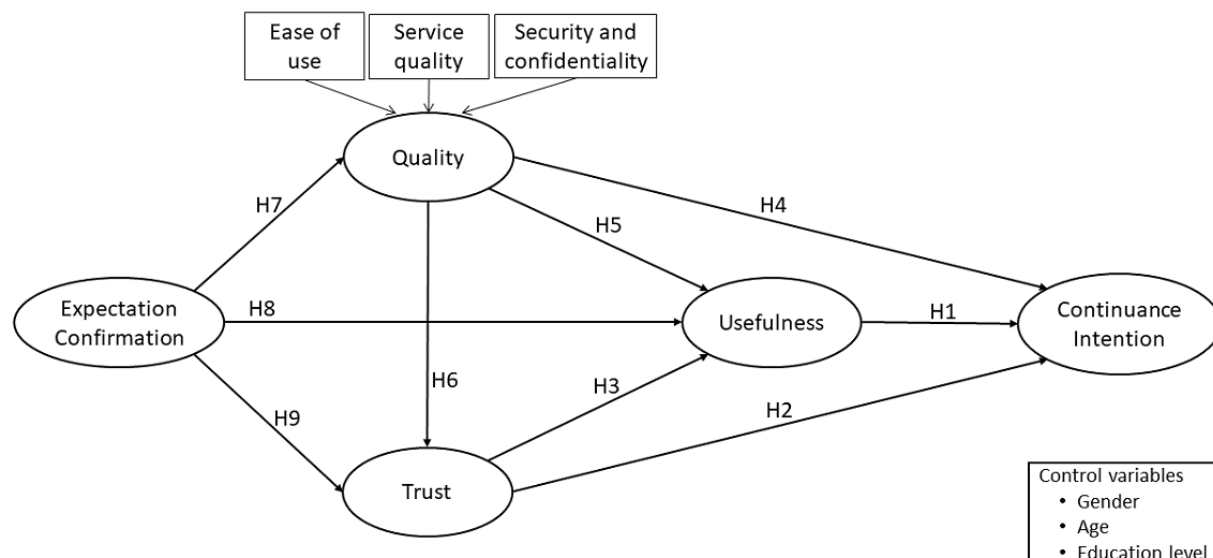 Ease of
use
Service
quality
Security and
confidentiality
Quality
H7
H4
H5
Expectation
Confirmation
H8
Usefulness
H1
Continuance
Intention
H6
H3
H9
H2
Trust
Control variables
• Gender
• Age
• Education level